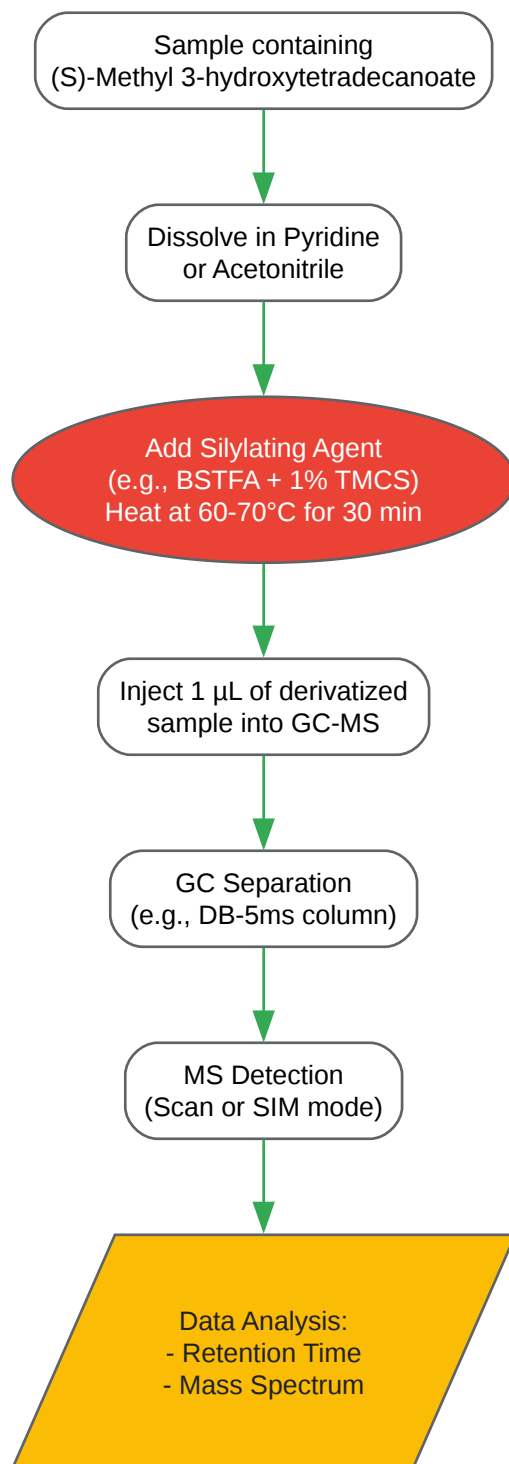 Sample containing
(S)-Methyl 3-hydroxytetradecanoate
Dissolve in Pyridine
or Acetonitrile
Add Silylating Agent
(e.g., BSTFA + 1% TMCS)
Heat at 60-70°C for 30 min
Inject 1 µL of derivatized
sample into GC-MS
GC Separation
(e.g., DB-5ms column)
MS Detection
(Scan or SIM mode)
Data Analysis:
- Retention Time
- Mass Spectrum